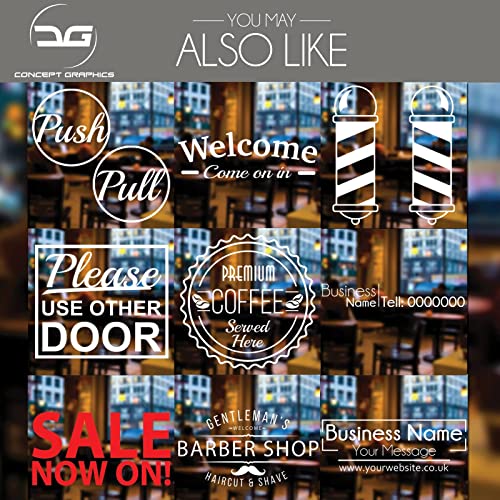 CONCEPT GRAPHICS
YOU MAY
ALSO LIKE
Push
Pull
Welcome
Come on in
Please
USE OTHER
DOOR
PREMIUM
COFFEE
Served
Here
Business
Name Tell: 0000000
SALE
NOW ON!
GENTLEMAN'S
WELCOME
BARBER SHOP
HAIRCUT & SHAVE
Business Name
Your Message
www.yourwebsite.co.uk